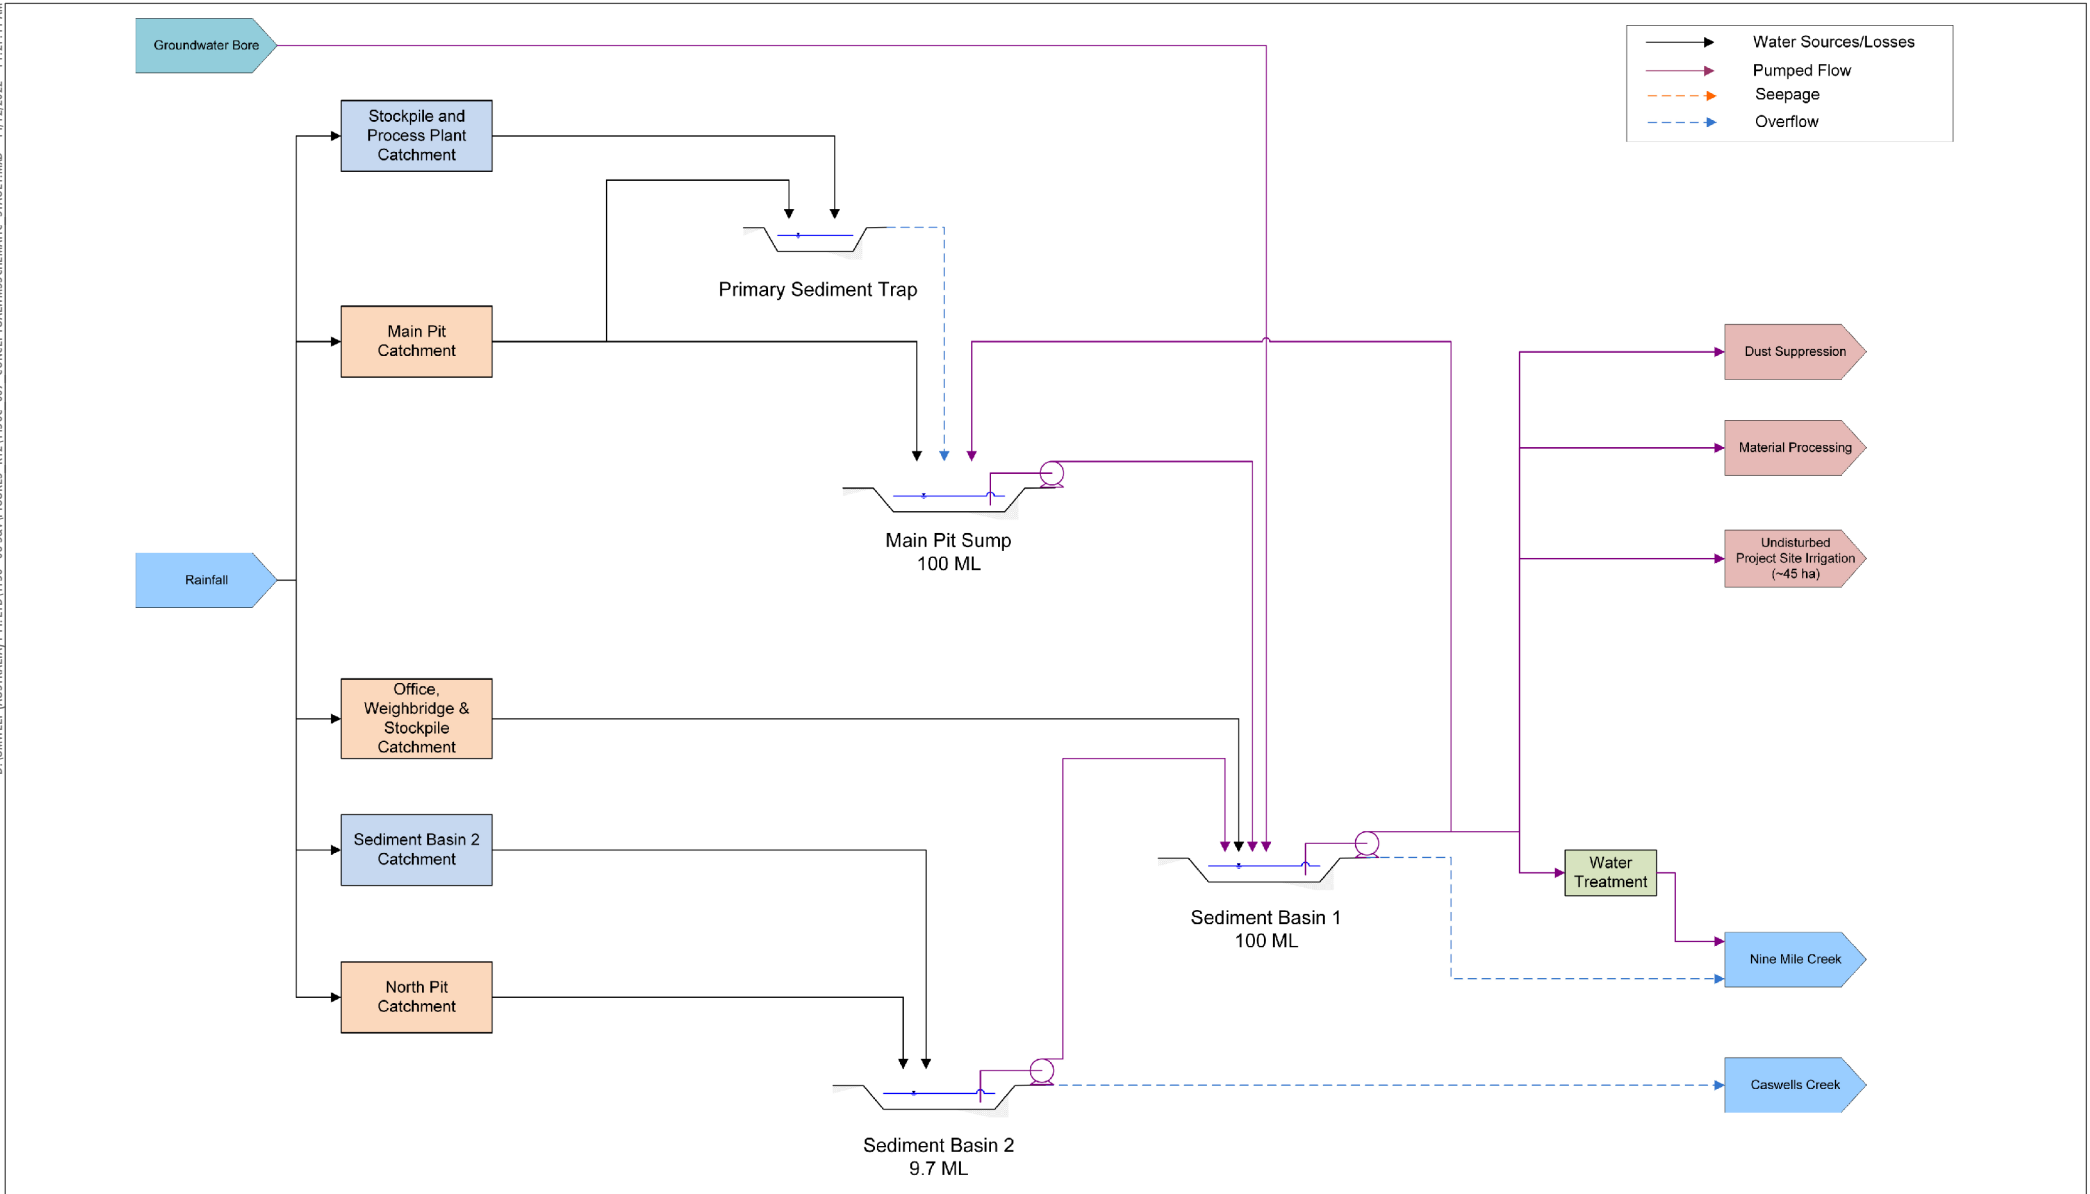 Groundwater Bore
Water Sources/Losses
Pumped Flow
Seepage
Overflow
Stockpile and
Process Plant
Catchment
Primary Sediment Trap
Main Pit
Catchment
Dust Suppression
Material Processing
Main Pit Sump
100 ML
Undisturbed
Project Site Irrigation
(~45 ha)
Rainfall
Office,
Weighbridge &
Stockpile
Catchment
Sediment Basin 2
Catchment
Water
Treatment
Sediment Basin 1
100 ML
Nine Mile Creek
North Pit
Catchment
Caswells Creek
Sediment Basin 2
9.7 ML